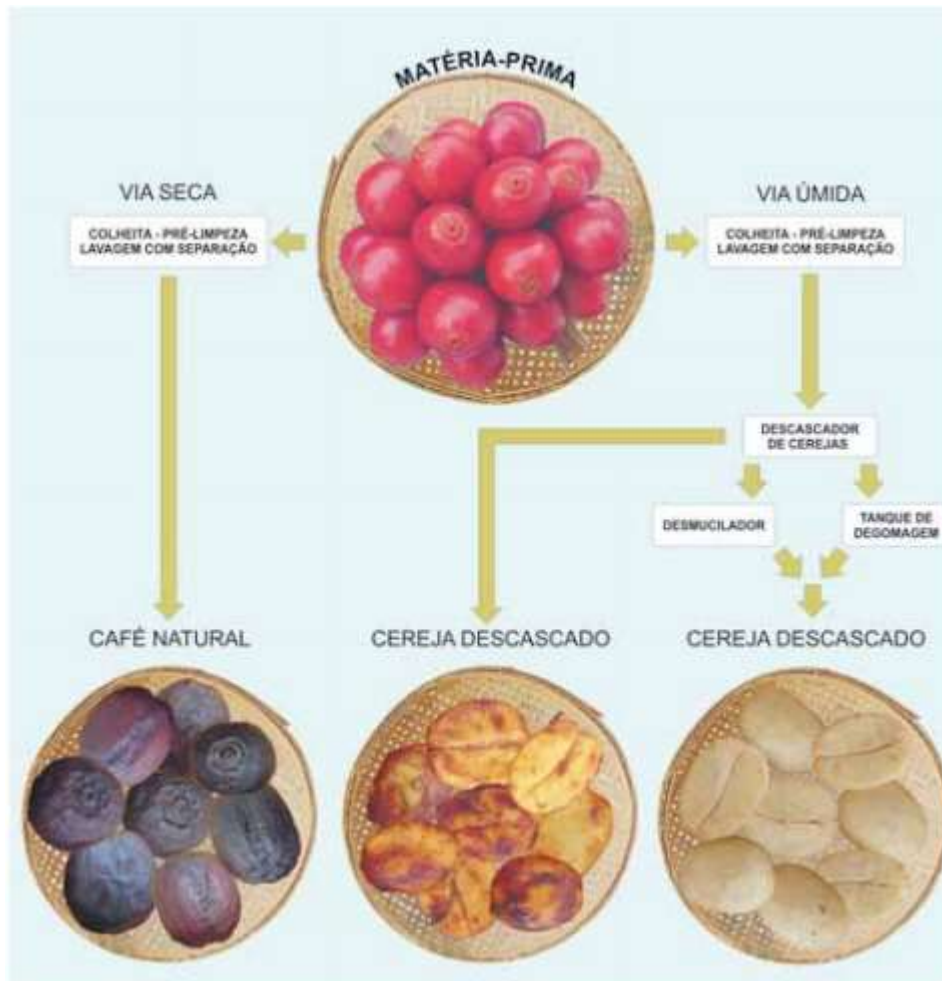 MATÉRIA-PRIMA
VIA SECA
COLHEITA - PRÉ-LIMPEZA
LAVAGEM COM SEPARAÇÃO
VIA ÚMIDA
COLHEITA - PRÉ-LIMPEZA
LAVAGEM COM SEPARAÇÃO
DESCASCADOR
DE CEREJAS
DESMUCILADOR
TANQUE DE
DEGOMAGEM
CAFÉ NATURAL
CEREJA DESCASCADO
CEREJA DESCASCADO